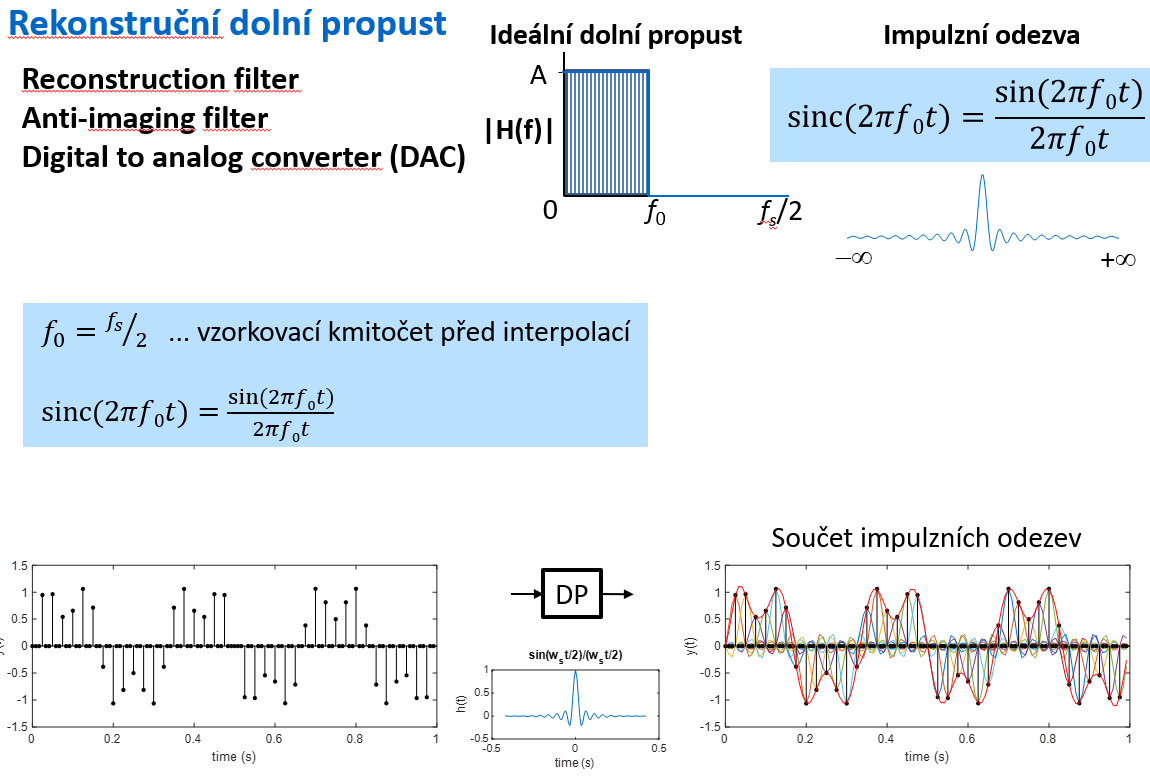 Rekonstruční dolní propust
Reconstruction filter
Anti-imaging filter
Digital to analog converter (DAC)
Ideální dolní propust
A
|H(f)|
0
f₀
fₛ/2
Impulzní odezva
sinc(2πf₀t) = sin(2πf₀t) / 2πf₀t
−∞
+∞
f₀ = fₛ/2 ... vzorkovací kmitočet před interpolací
sinc(2πf₀t) = sin(2πf₀t) / 2πf₀t
1.5
1
0.5
0
-0.5
-1
-1.5
0 0.2 0.4 0.6 0.8 1
time (s)
DP
sin(wₛt/2)/(wₛt/2)
h(t)
1
0.5
0
-0.5
-0.5 0 0.5
time (s)
Součet impulzních odezev
y(t)
1.5
1
0.5
0
-0.5
-1
-1.5
0 0.2 0.4 0.6 0.8 1
time (s)